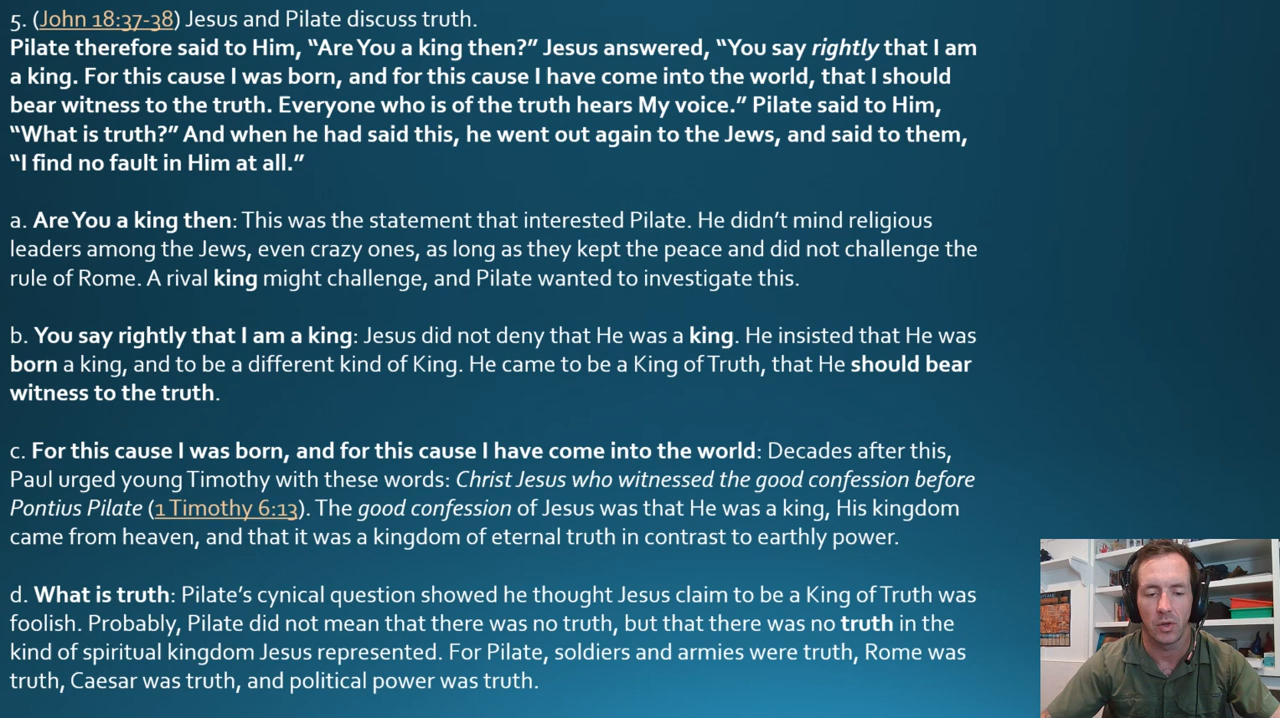 5. (John 18:37-38) Jesus and Pilate discuss truth.
Pilate therefore said to Him, “Are You a king then?” Jesus answered, “You say rightly that I am
a king. For this cause I was born, and for this cause I have come into the world, that I should
bear witness to the truth. Everyone who is of the truth hears My voice.” Pilate said to Him,
“What is truth?” And when he had said this, he went out again to the Jews, and said to them,
“I find no fault in Him at all.”
a. Are You a king then: This was the statement that interested Pilate. He didn’t mind religious
leaders among the Jews, even crazy ones, as long as they kept the peace and did not challenge the
rule of Rome. A rival king might challenge, and Pilate wanted to investigate this.
b. You say rightly that I am a king: Jesus did not deny that He was a king. He insisted that He was
born a king, and to be a different kind of King. He came to be a King of Truth, that He should bear
witness to the truth.
c. For this cause I was born, and for this cause I have come into the world: Decades after this,
Paul urged young Timothy with these words: Christ Jesus who witnessed the good confession before
Pontius Pilate (1 Timothy 6:13). The good confession of Jesus was that He was a king, His kingdom
came from heaven, and that it was a kingdom of eternal truth in contrast to earthly power.
d. What is truth: Pilate’s cynical question showed he thought Jesus claim to be a King of Truth was
foolish. Probably, Pilate did not mean that there was no truth, but that there was no truth in the
kind of spiritual kingdom Jesus represented. For Pilate, soldiers and armies were truth, Rome was
truth, Caesar was truth, and political power was truth.